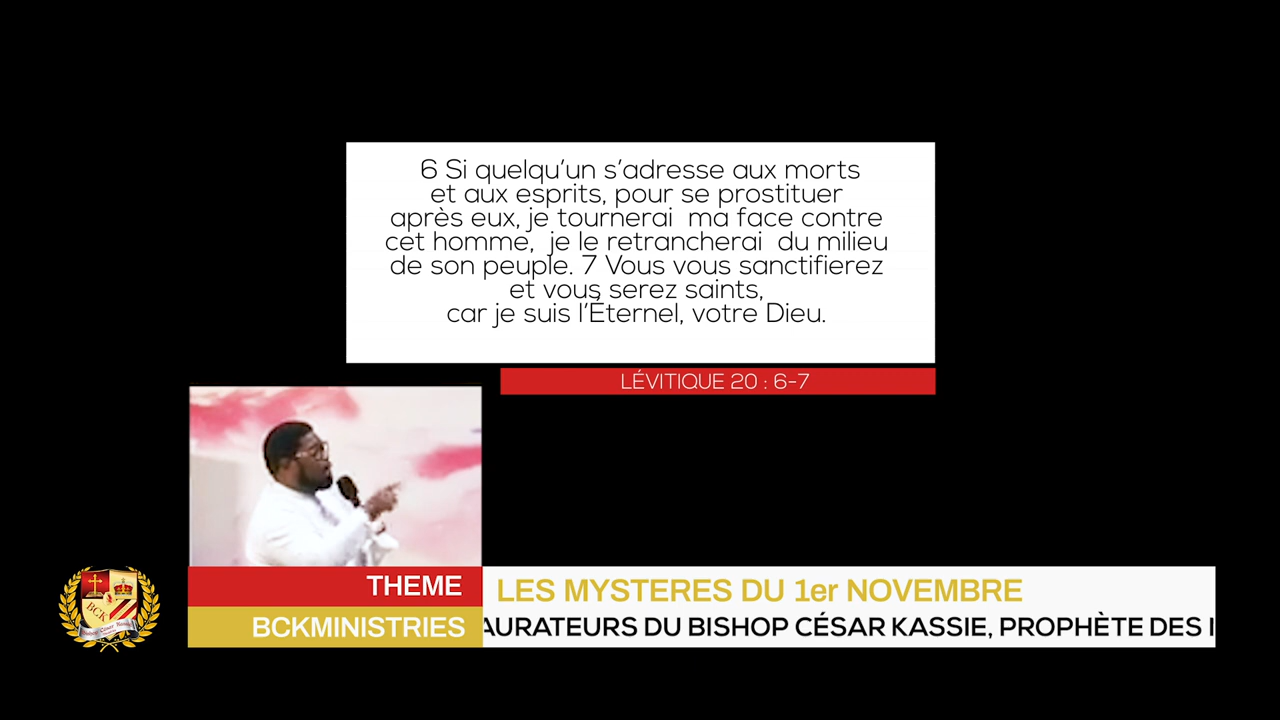 6 Si quelqu'un s'adresse aux morts
et aux esprits, pour se prostituer
après eux, je tournerai ma face contre
cet homme, je le retrancherai du milieu
de son peuple. 7 Vous vous sanctifierez
et vous serez saints,
car je suis l'Éternel, votre Dieu.
LÉVITIQUE 20 : 6-7
THEME
LES MYSTERES DU 1er NOVEMBRE
BCKMINISTRIES
AURATEURS DU BISHOP CÉSAR KASSIE, PROPHÈTE DES I
BCK